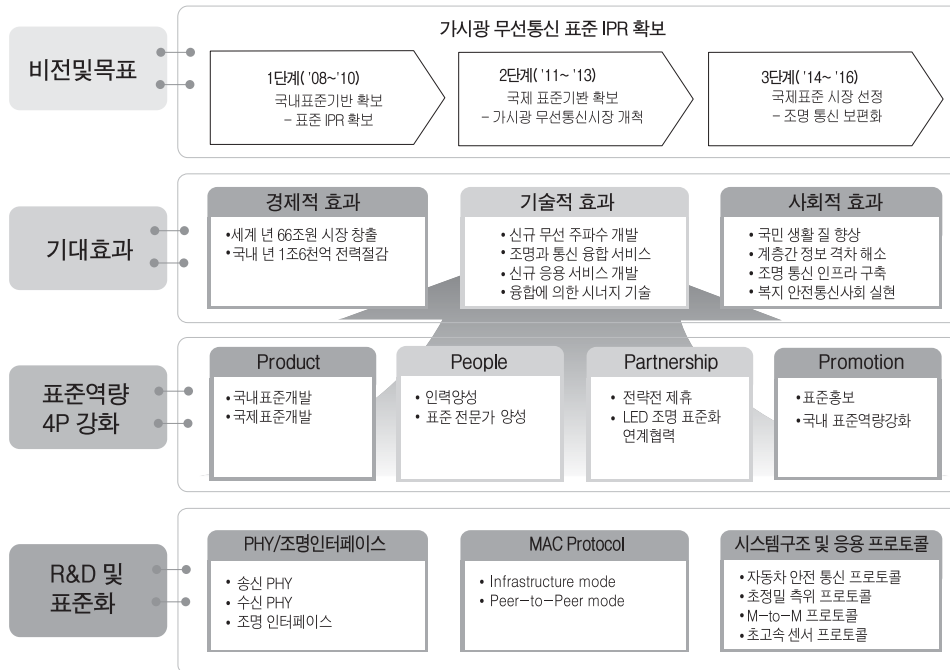 가시광 무선통신 표준 IPR 확보
비전및목표
1단계( '08~'10)
국내표준기반 확보
- 표준 IPR 확보
2단계( '11~ '13)
국제 표준기반 확보
- 가시광 무선통신시장 개척
3단계( '14~ '16)
국제표준 시장 선정
- 조명 통신 보편화
기대효과
경제적 효과
•세계 년 66조원 시장 창출
•국내 년 1조6천억 전력절감
기술적 효과
• 신규 무선 주파수 개발
• 조명과 통신 융합 서비스
• 신규 응용 서비스 개발
• 융합에 의한 시너지 기술
사회적 효과
• 국민 생활 질 향상
• 계층간 정보 격차 해소
• 조명 통신 인프라 구축
• 복지 안전통신사회 실현
표준역량
4P 강화
Product
• 국내표준개발
• 국제표준개발
People
• 인력양성
• 표준 전문가 양성
Partnership
• 전략전 제휴
• LED 조명 표준화
연계협력
Promotion
• 표준홍보
•국내 표준역량강화
R&D 및
표준화
PHY/조명인터페이스
• 송신 PHY
• 수신 PHY
• 조명 인터페이스
MAC Protocol
• Infrastructure mode
• Peer-to-Peer mode
시스템구조 및 응용 프로토콜
• 자동차 안전 통신 프로토콜
• 초정밀 측위 프로토콜
• M-to-M 프로토콜
• 초고속 센서 프로토콜